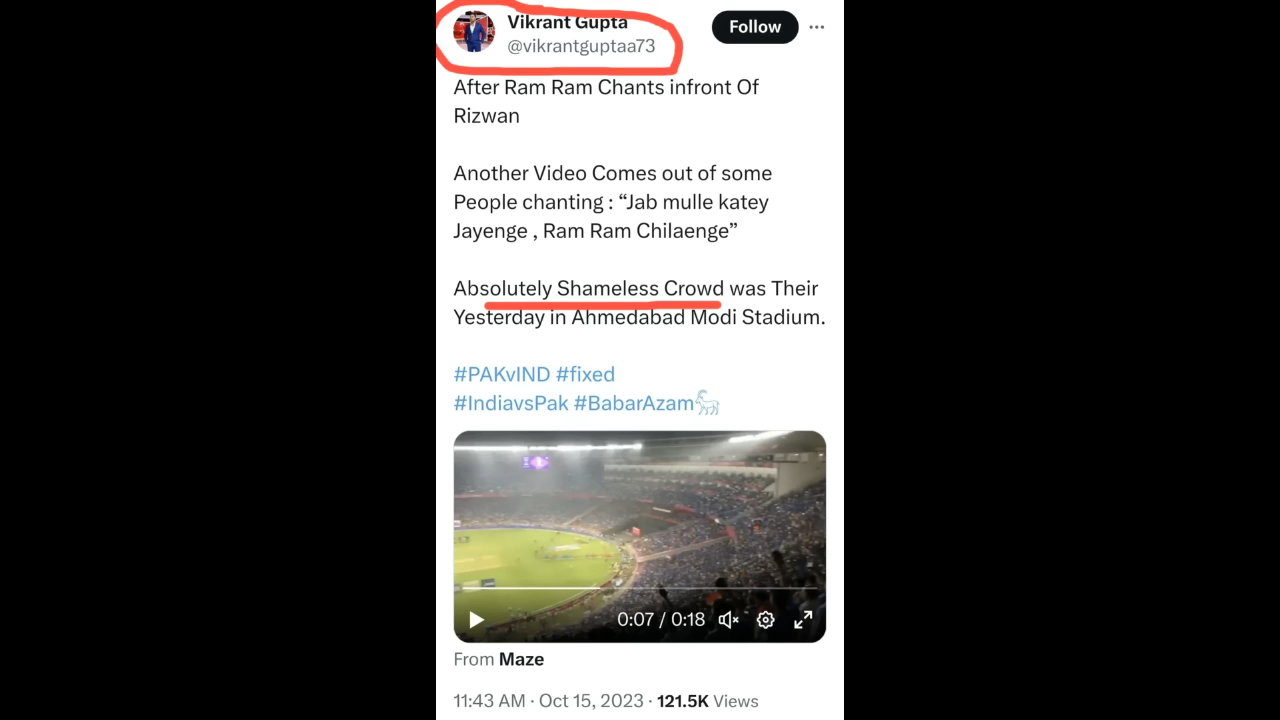 Vikrant Gupta
@vikrantguptaa73
Follow
After Ram Ram Chants infront Of
Rizwan
Another Video Comes out of some
People chanting : “Jab mulle katey
Jayenge , Ram Ram Chilaenge”
Absolutely Shameless Crowd was Their
Yesterday in Ahmedabad Modi Stadium.
#PAKvIND #fixed
#IndiavsPak #BabarAzam
0:07 / 0:18
From Maze
11:43 AM · Oct 15, 2023 · 121.5K Views